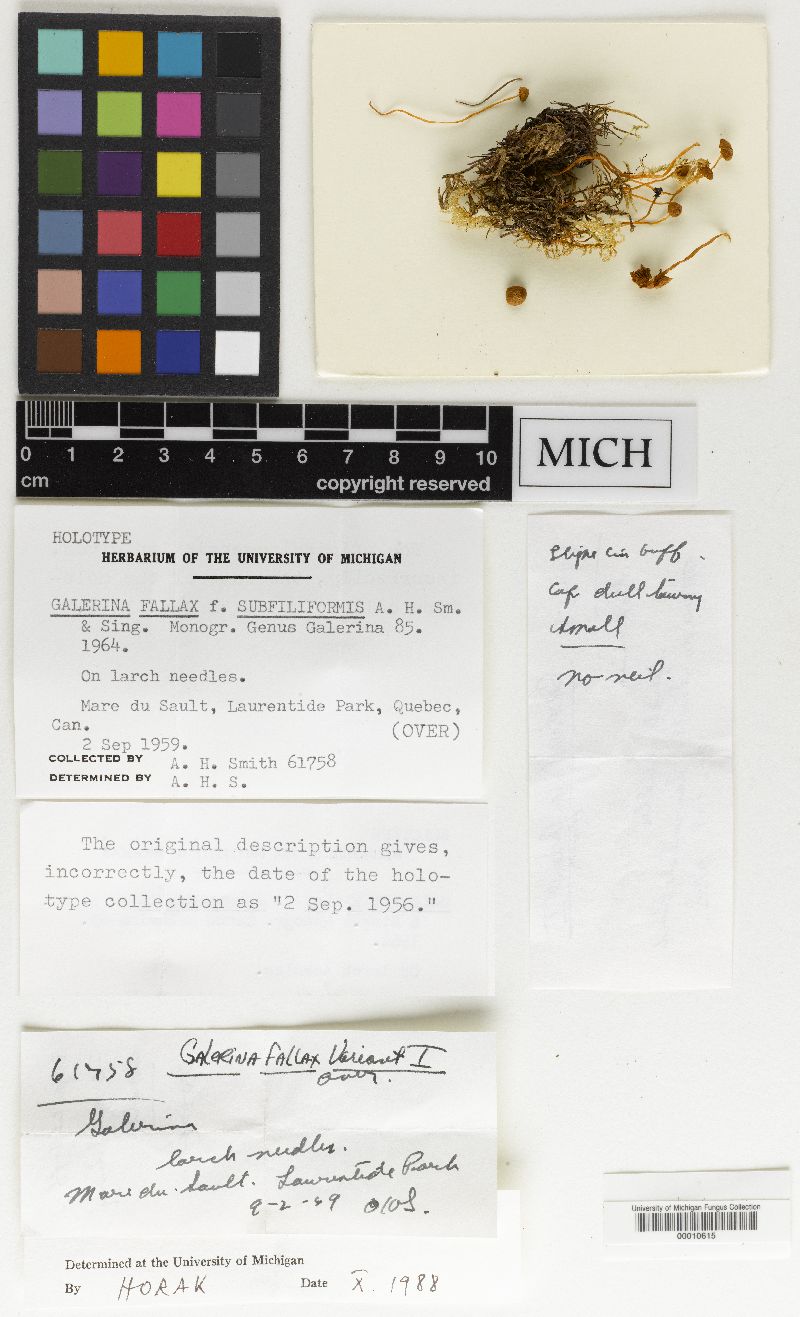 0 1 2 3 4 5 6 7 8 9 10
cm copyright reserved
MICH
HOLOTYPE
HERBARIUM OF THE UNIVERSITY OF MICHIGAN
GALERINA FALLAX f. SUBFILIFORMIS A. H. Sm.
& Sing. Monogr. Genus Galerina 85.
1964.
On larch needles.
Mare du Sault, Laurentide Park, Quebec,
Can.
(OVER)
2 Sep 1959.
COLLECTED BY A. H. Smith 61758
DETERMINED BY A. H. S.
buff.
Cap dull tawny
small
no veil.
The original description gives,
incorrectly, the date of the holo-
type collection as "2 Sep. 1956."
61758 GALERINA FALLAX Variant I
over.
Galerina
larch needles.
Mare du Sault. Laurentide Park
9-2-59
University of Michigan Fungus Collection
00010615
Determined at the University of Michigan
By HORAK Date X. 1988